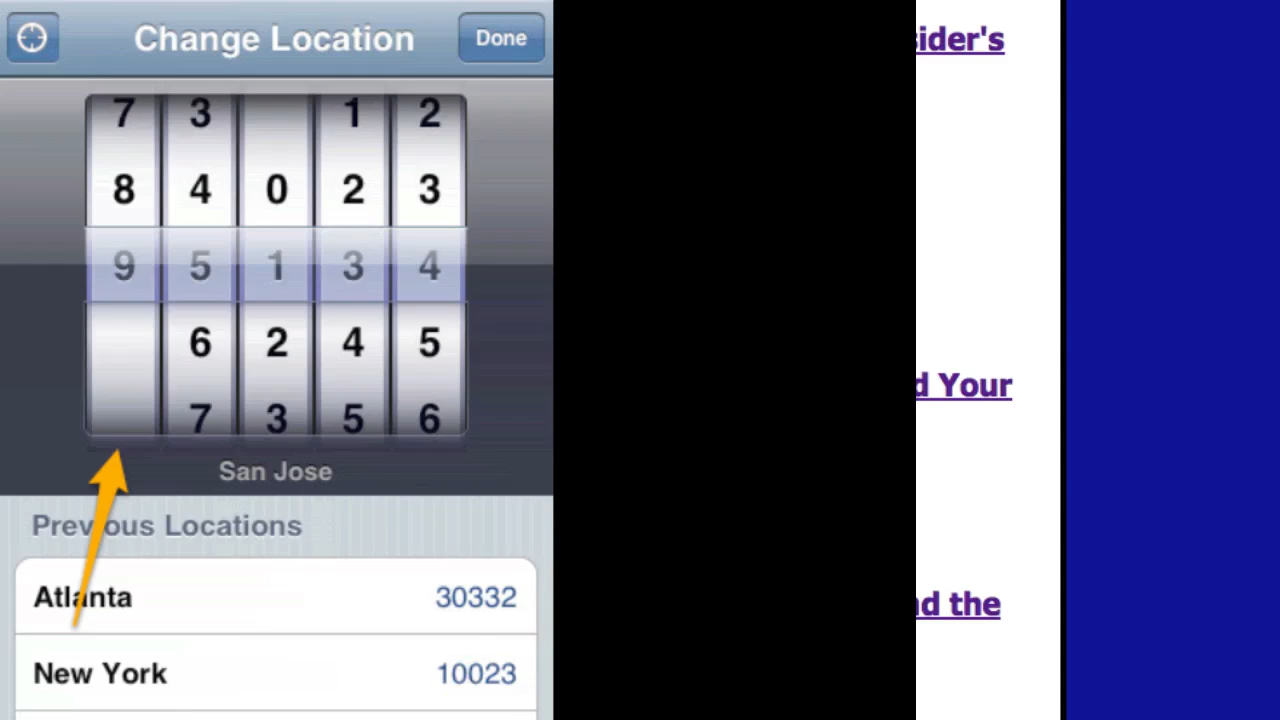 Change Location
Done
7 3 1 2
8 4 0 2 3
9 5 1 3 4
6 2 4 5
7 3 5 6
San Jose
Previous Locations
Atlanta 30332
New York 10023
sider's
d Your
nd the